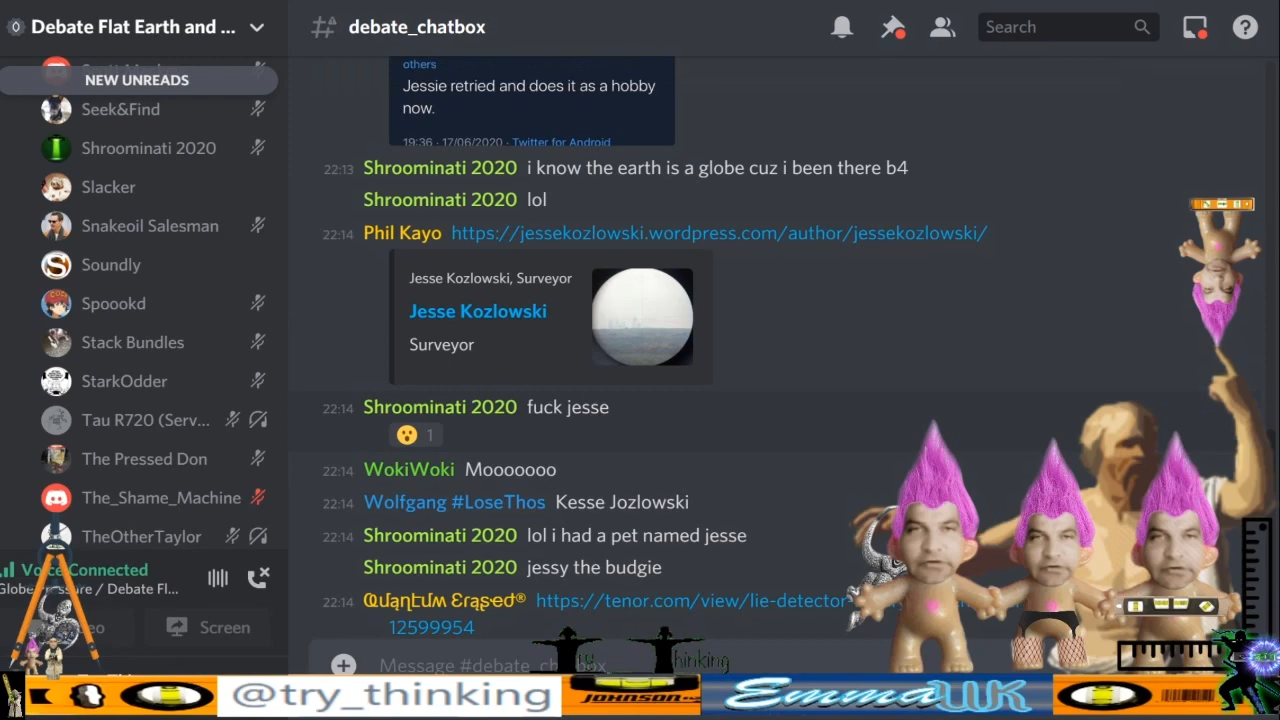 Debate Flat Earth and ...
debate_chatbox
Search
NEW UNREADS
Seek&Find
Shroominati 2020
Slacker
Snakeoil Salesman
Soundly
Spoookd
Stack Bundles
StarkOdder
Tau R720 (Serv...
The Pressed Don
The_Shame_Machine
TheOtherTaylor
Voice Connected
Debate Fl...
Screen
others
Jessie retried and does it as a hobby
now.
19:36 · 17/06/2020 · Twitter for Android
22:13 Shroominati 2020 i know the earth is a globe cuz i been there b4
Shroominati 2020 lol
22:14 Phil Kayo https://jessekozlowski.wordpress.com/author/jessekozlowski/
Jesse Kozlowski, Surveyor
Jesse Kozlowski
Surveyor
22:14 Shroominati 2020 fuck jesse
😮 1
22:14 WokiWoki Mooooooo
22:14 Wolfgang #LoseThos Kesse Jozlowski
22:14 Shroominati 2020 lol i had a pet named jesse
Shroominati 2020 jessy the budgie
22:14 https://tenor.com/view/lie-detector-
12599954
Message #debate_chatbox
Thinking
@try_thinking
JOHNSON
EmmaUK